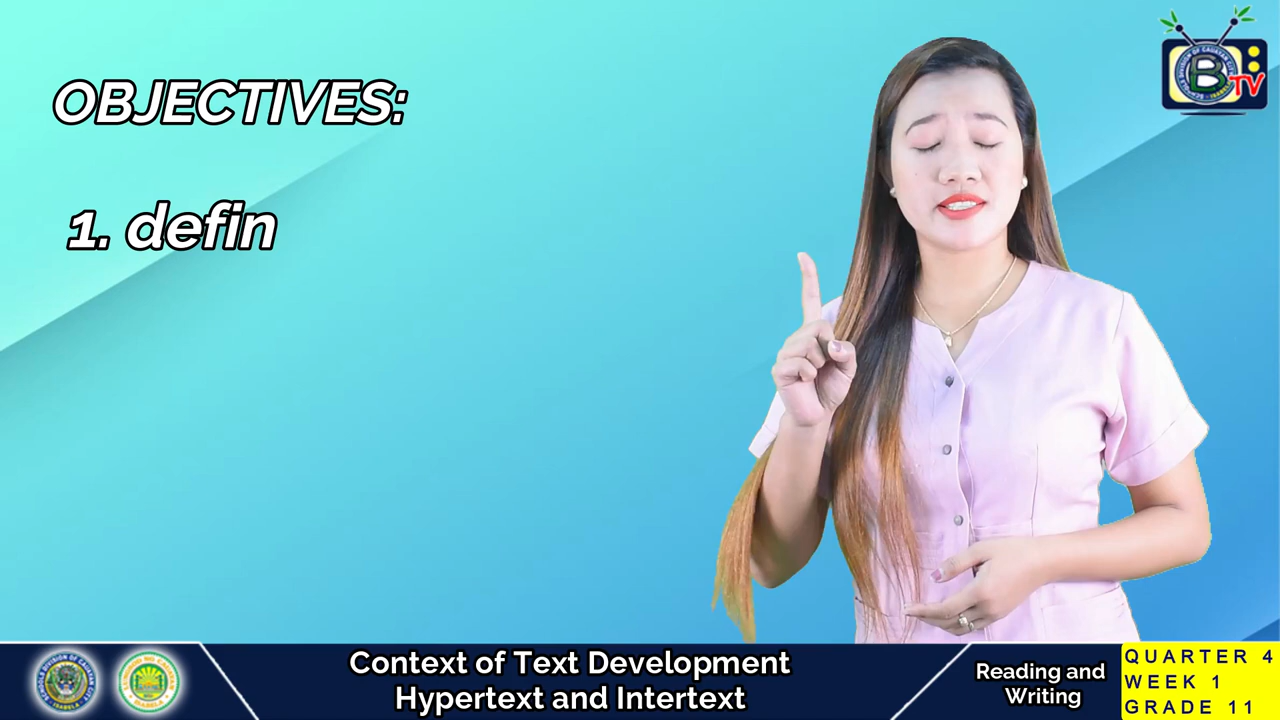 OBJECTIVES:
1. defin
B
TV
Context of Text Development
Hypertext and Intertext
Reading and
Writing
QUARTER 4
WEEK 1
GRADE 11